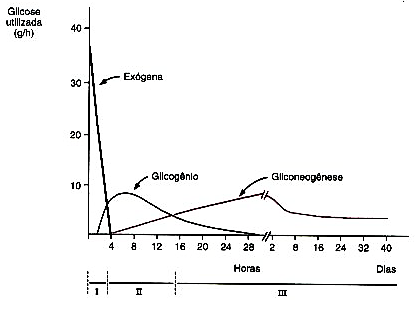 Glicose
utilizada
(g/h)
40
30
20
10
Exógena
Glicogênio
Gliconeogênese
4 8 12 16 20 24 28 2 8 16 24 32 40
Horas Dias
I II III